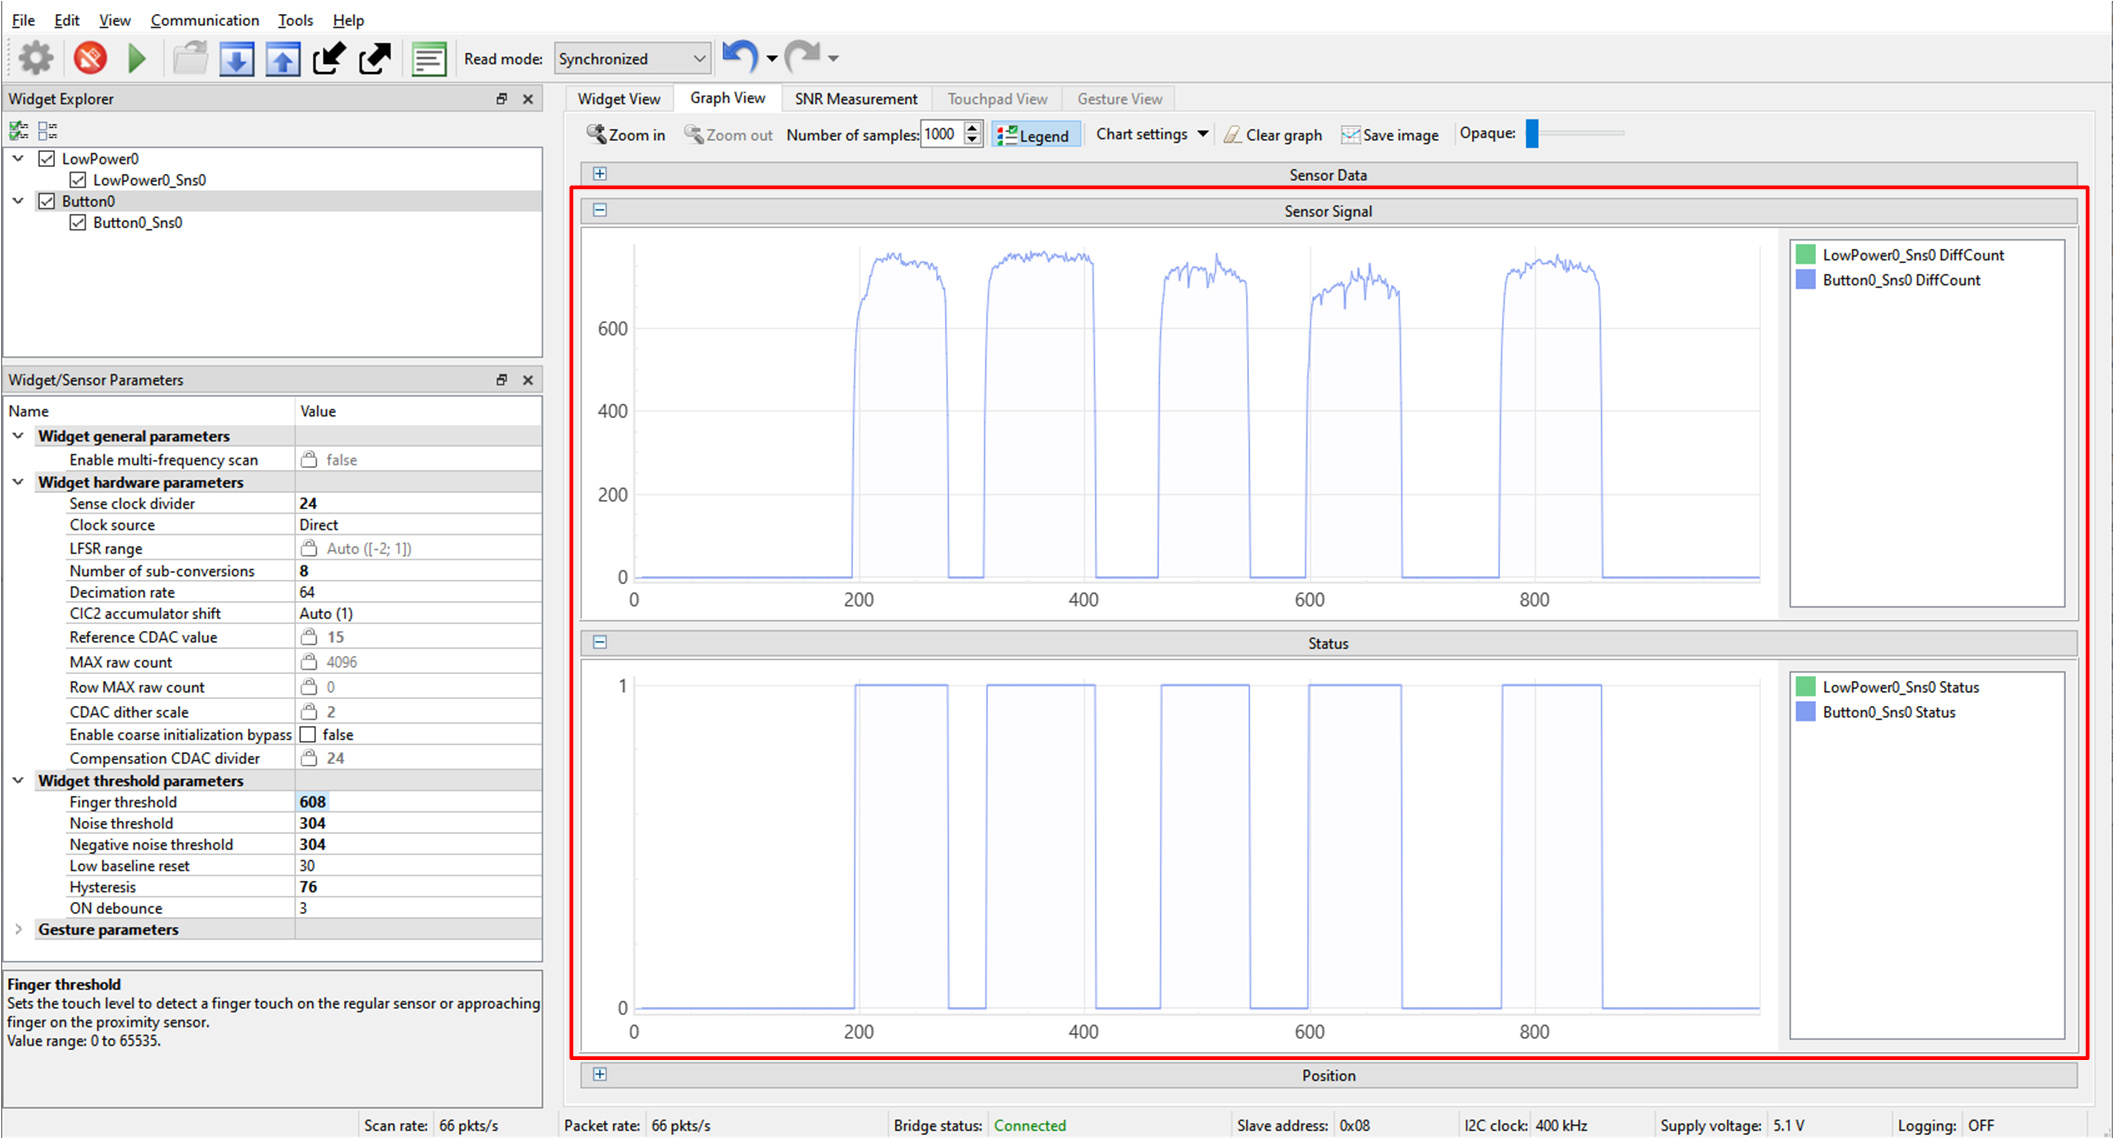 File Edit View Communication Tools Help
Read mode: Synchronized
Widget Explorer
LowPower0
LowPower0_Sns0
Button0
Button0_Sns0
Widget/Sensor Parameters
Name Value
Widget general parameters
Enable multi-frequency scan false
Widget hardware parameters
Sense clock divider 24
Clock source Direct
LFSR range Auto ([-2; 1])
Number of sub-conversions 8
Decimation rate 64
CIC2 accumulator shift Auto (1)
Reference CDAC value 15
MAX raw count 4096
Row MAX raw count 0
CDAC dither scale 2
Enable coarse initialization bypass false
Compensation CDAC divider 24
Widget threshold parameters
Finger threshold 608
Noise threshold 304
Negative noise threshold 304
Low baseline reset 30
Hysteresis 76
ON debounce 3
Gesture parameters
Finger threshold
Sets the touch level to detect a finger touch on the regular sensor or approaching
finger on the proximity sensor.
Value range: 0 to 65535.
Widget View Graph View SNR Measurement Touchpad View Gesture View
Zoom in Zoom out Number of samples: 1000 Legend Chart settings Clear graph Save image Opaque:
Sensor Data
Sensor Signal
600
400
200
0
0 200 400 600 800
LowPower0_Sns0 DiffCount
Button0_Sns0 DiffCount
Status
1
0
0 200 400 600 800
LowPower0_Sns0 Status
Button0_Sns0 Status
Position
Scan rate: 66 pkts/s Packet rate: 66 pkts/s Bridge status: Connected Slave address: 0x08 I2C clock: 400 kHz Supply voltage: 5.1 V Logging: OFF